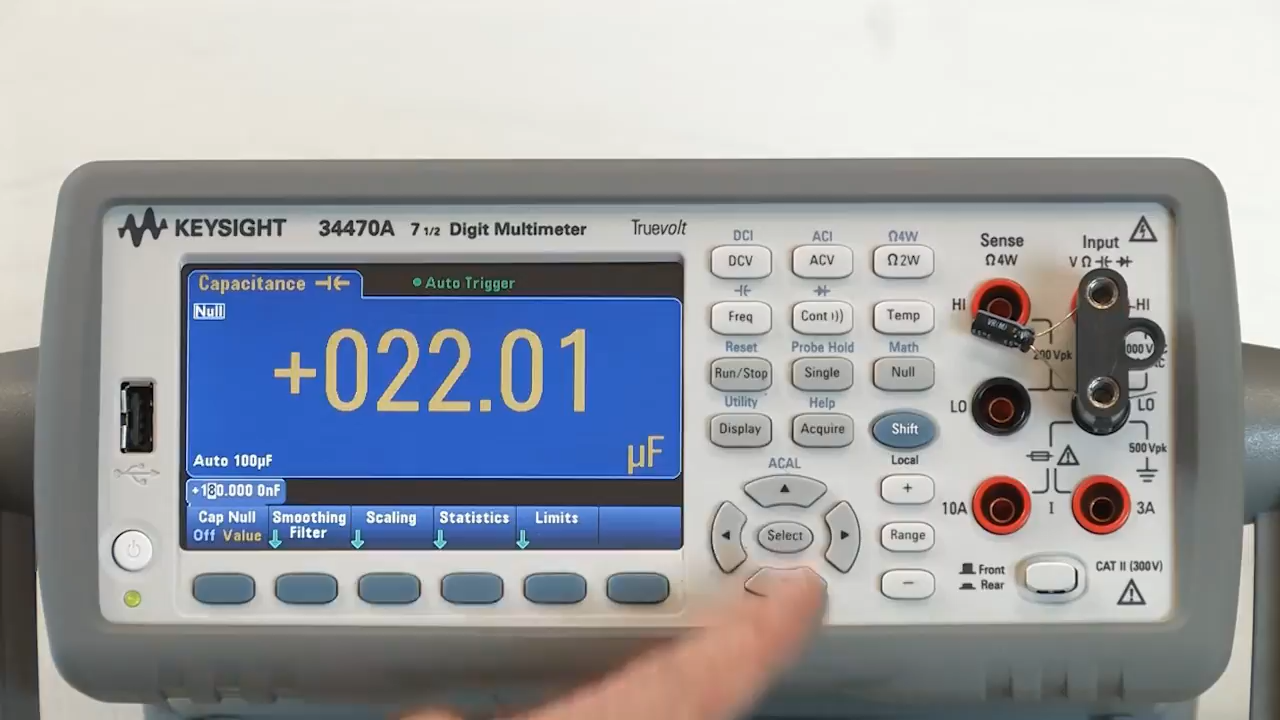 KEYSIGHT 34470A 7 1/2 Digit Multimeter Truevolt
Capacitance
Auto Trigger
Null
+022.01
µF
Auto 100µF
+180.000 0nF
Cap Null
Off Value
Smoothing
Filter
Scaling
Statistics
Limits
DCI ACI Ω4W
DCV ACV Ω2W
Freq Cont Temp
Reset Probe Hold Math
Run/Stop Single Null
Utility Help
Display Acquire Shift
Local
ACAL
Select
+
Range
−
Sense
Ω4W
Input
V Ω
HI HI
200 Vpk
LO LO
500 Vpk
10A I 3A
Front
Rear
CAT II (300V)